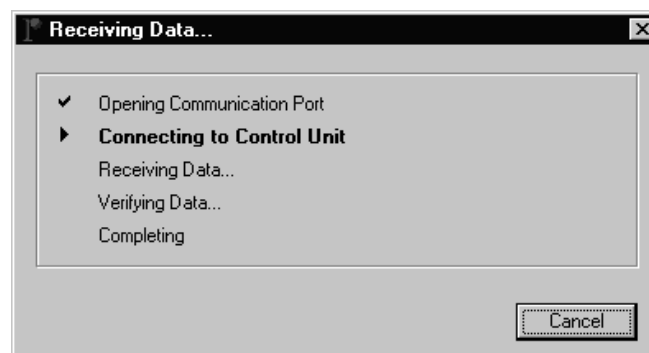 Receiving Data...
Opening Communication Port
Connecting to Control Unit
Receiving Data...
Verifying Data...
Completing
Cancel